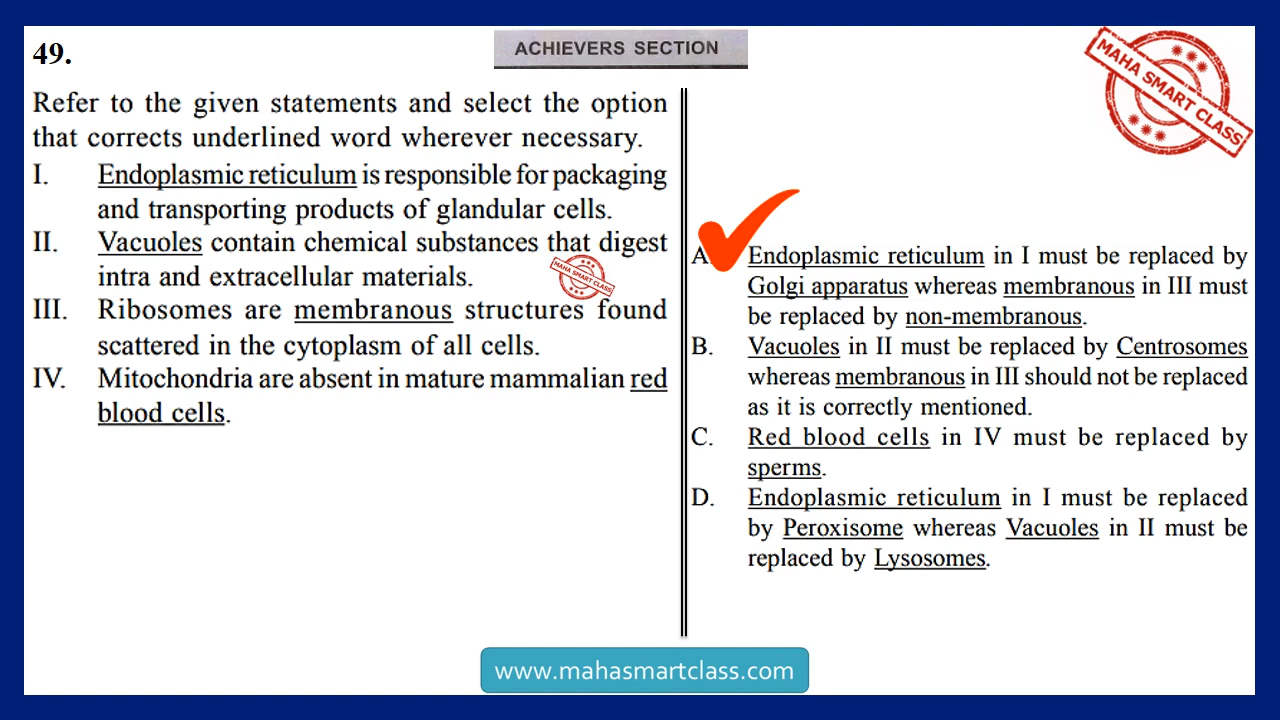 49.
ACHIEVERS SECTION
MAHA SMART CLASS
Refer to the given statements and select the option
that corrects underlined word wherever necessary.
I. Endoplasmic reticulum is responsible for packaging
and transporting products of glandular cells.
II. Vacuoles contain chemical substances that digest
intra and extracellular materials.
MAHA SMART CLASS
III. Ribosomes are membranous structures found
scattered in the cytoplasm of all cells.
IV. Mitochondria are absent in mature mammalian red
blood cells.
A. Endoplasmic reticulum in I must be replaced by
Golgi apparatus whereas membranous in III must
be replaced by non-membranous.
B. Vacuoles in II must be replaced by Centrosomes
whereas membranous in III should not be replaced
as it is correctly mentioned.
C. Red blood cells in IV must be replaced by
sperms.
D. Endoplasmic reticulum in I must be replaced
by Peroxisome whereas Vacuoles in II must be
replaced by Lysosomes.
www.mahasmartclass.com